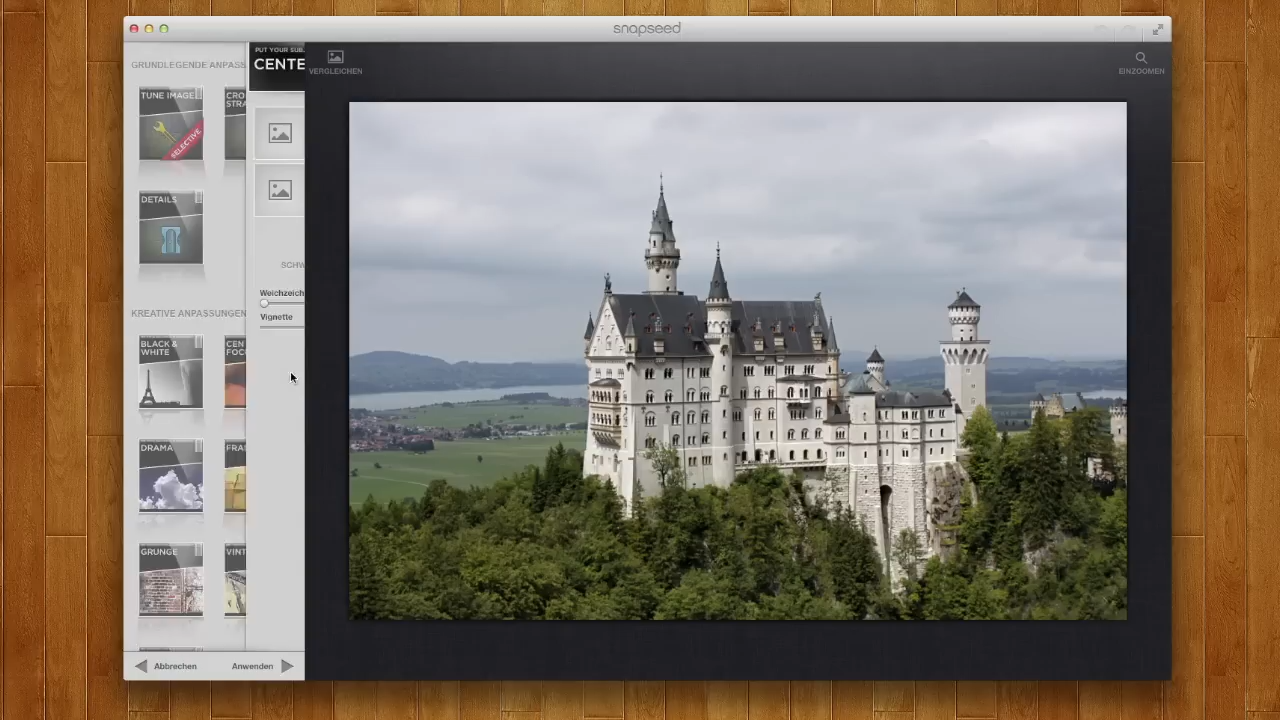 snapseed
GRUNDLEGENDE ANPASS
PUT YOUR SUB
CENTE
VERGLEICHEN
EINZOOMEN
TUNE IMAGE
SELECTIVE
CRO
STRA
DETAILS
SCHW
Weichzeich
Vignette
KREATIVE ANPASSUNGEN
BLACK &
WHITE
CEN
FOC
DRAMA
FRA
GRUNGE
VINT
Abbrechen
Anwenden